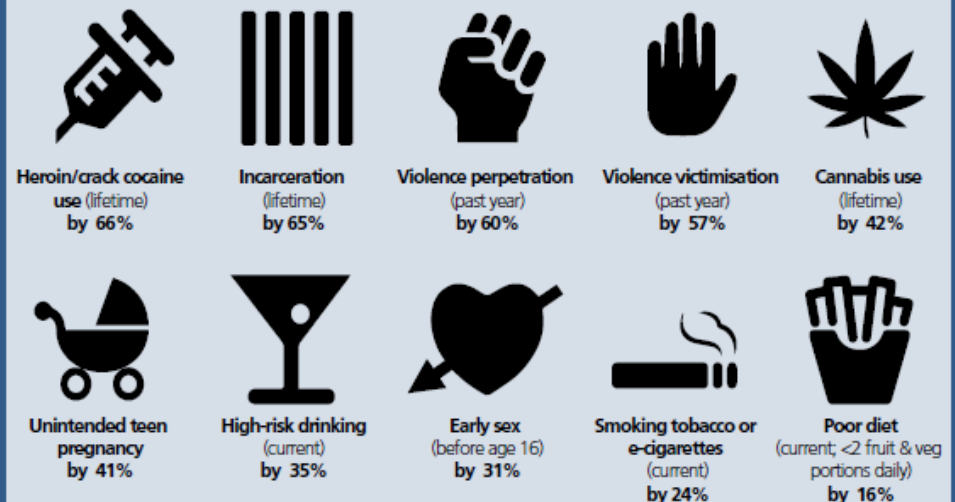 Heroin/crack cocaine
use (lifetime)
by 66%
Incarceration
(lifetime)
by 65%
Violence perpetration
(past year)
by 60%
Violence victimisation
(past year)
by 57%
Cannabis use
(lifetime)
by 42%
Unintended teen
pregnancy
by 41%
High-risk drinking
(current)
by 35%
Early sex
(before age 16)
by 31%
Smoking tobacco or
e-cigarettes
(current)
by 24%
Poor diet
(current; <2 fruit & veg
portions daily)
by 16%